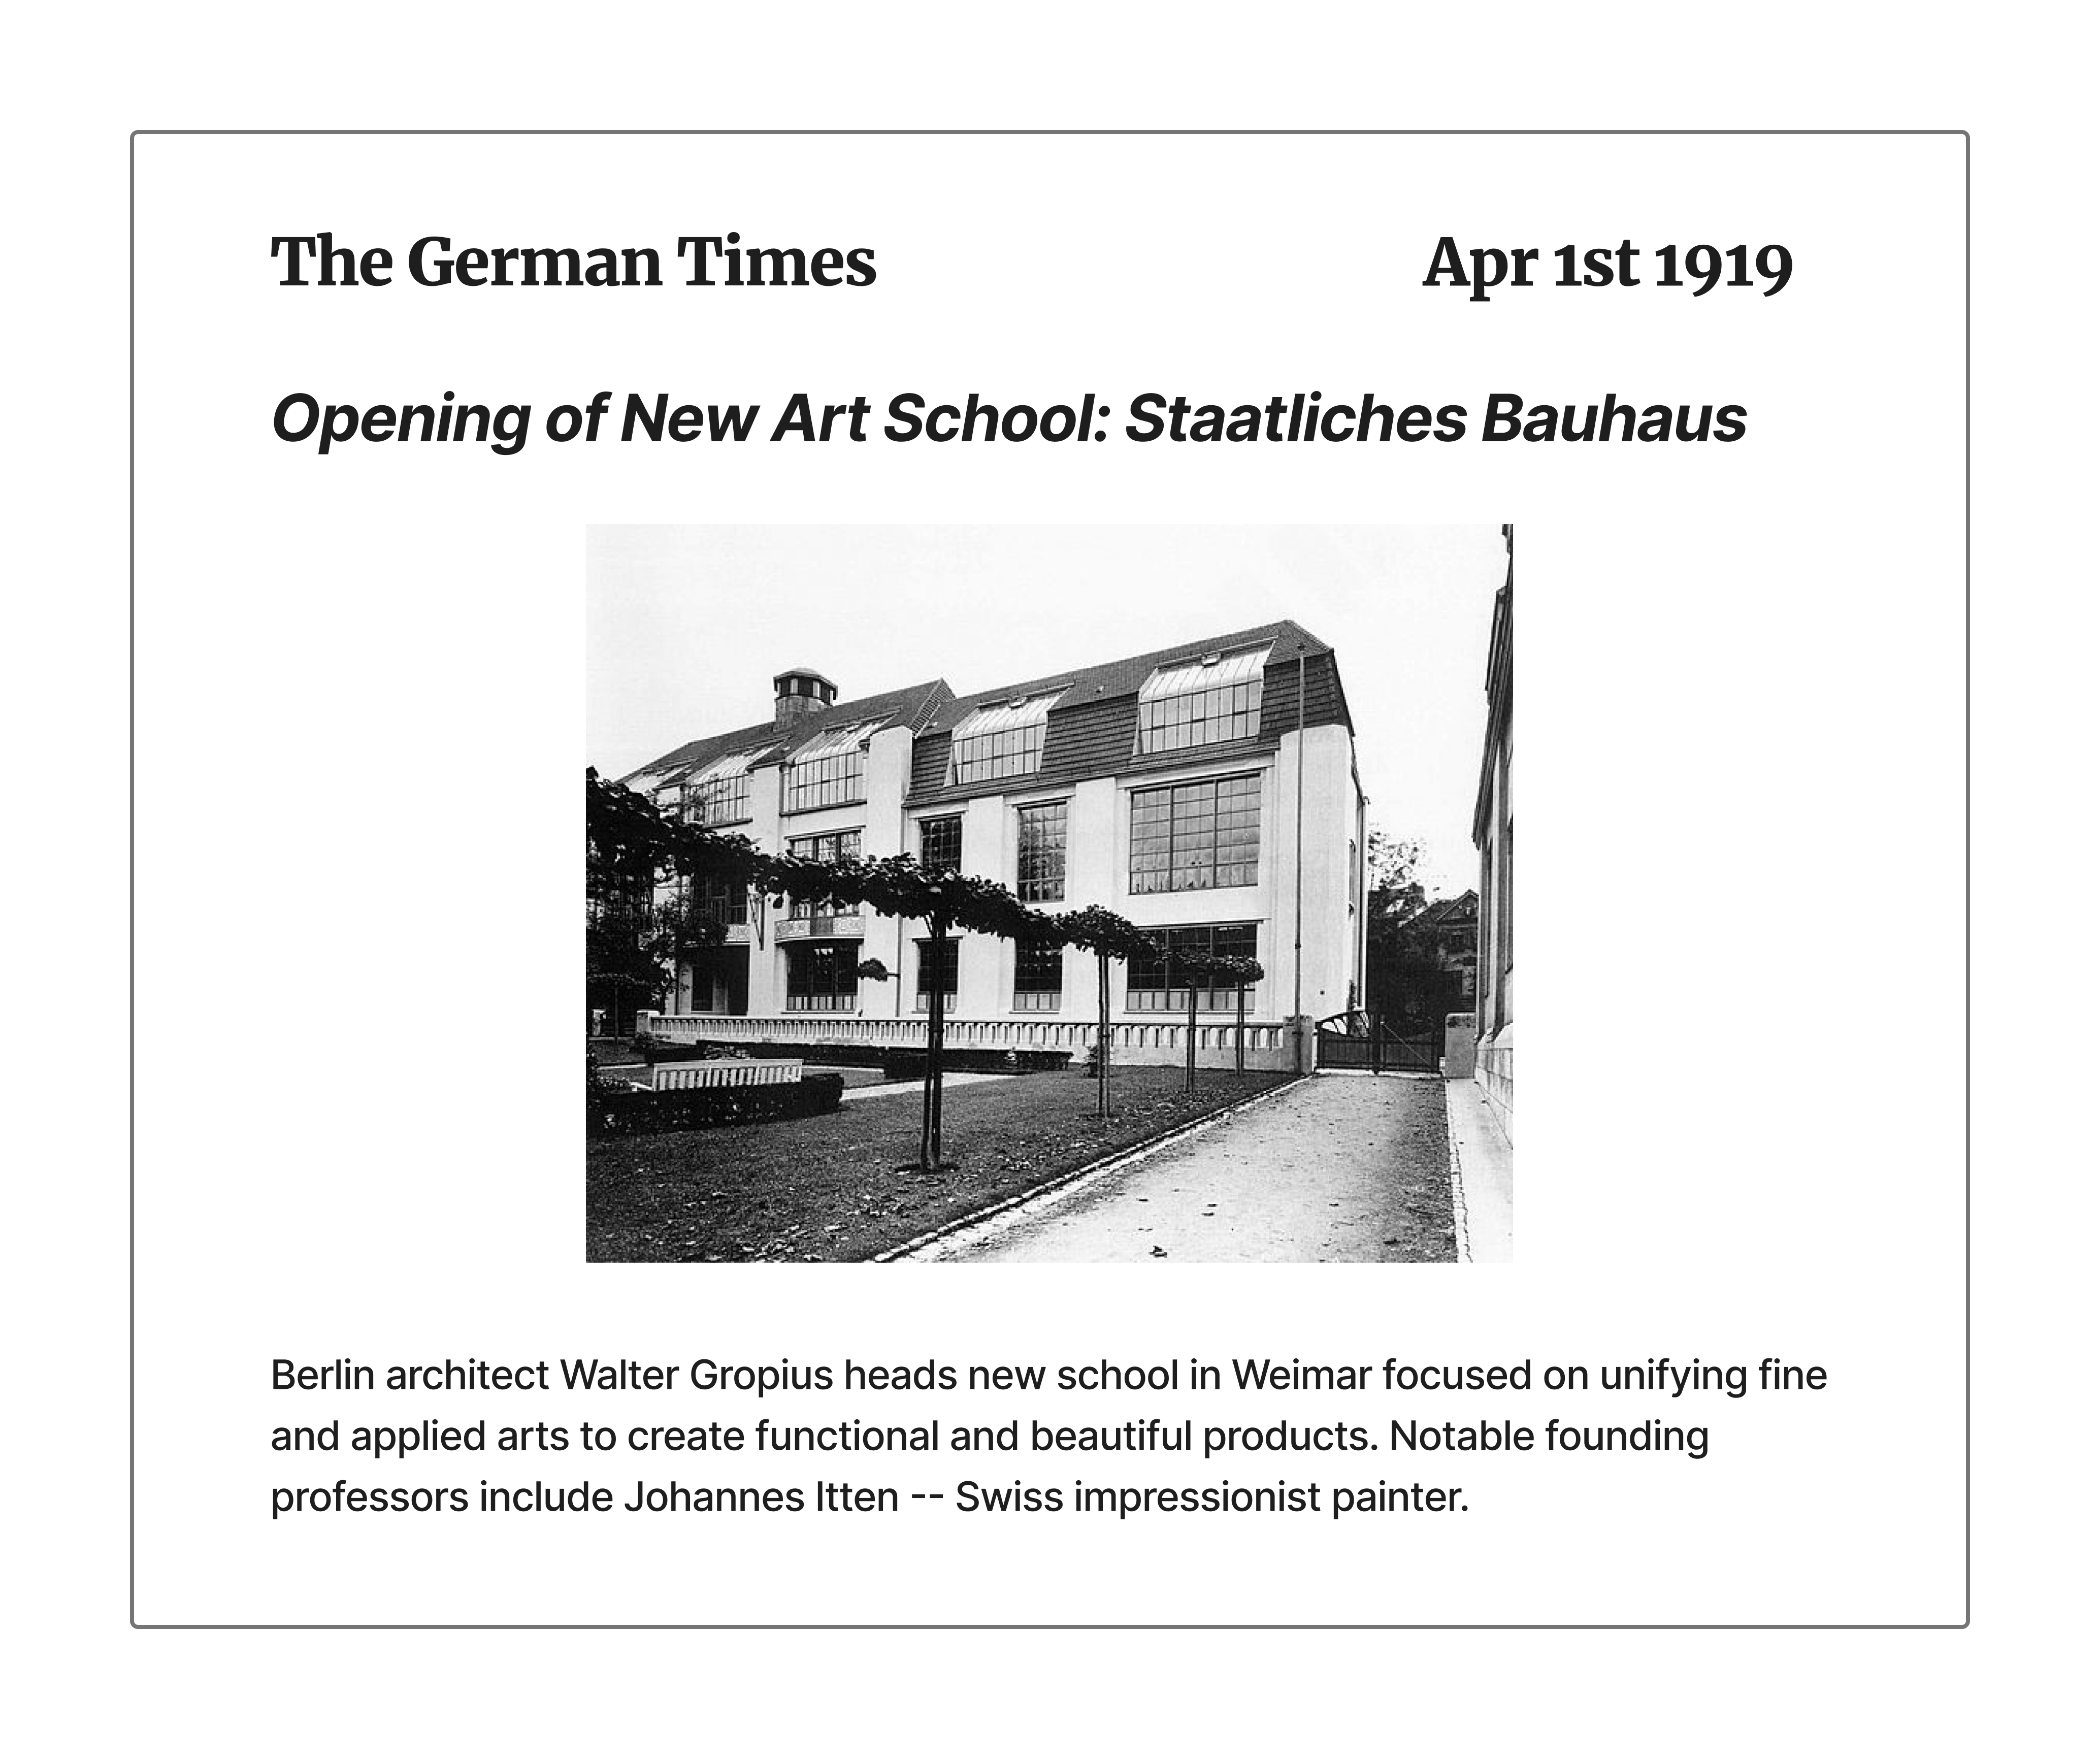 The German Times
Apr 1st 1919
Opening of New Art School: Staatliches Bauhaus
Berlin architect Walter Gropius heads new school in Weimar focused on unifying fine
and applied arts to create functional and beautiful products. Notable founding
professors include Johannes Itten -- Swiss impressionist painter.